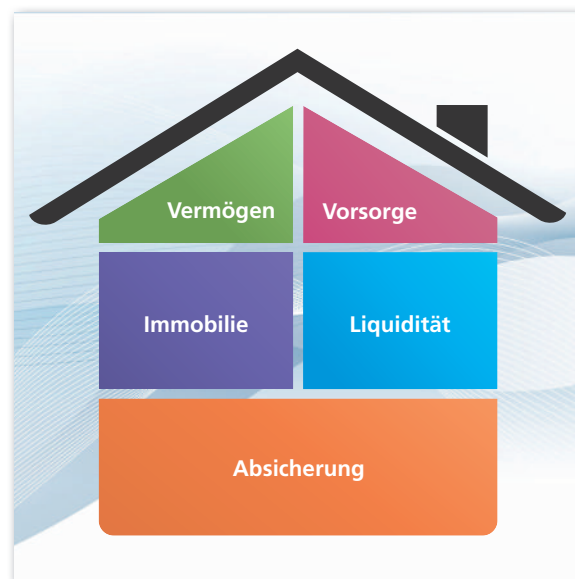 Vermögen
Vorsorge
Immobilie
Liquidität
Absicherung